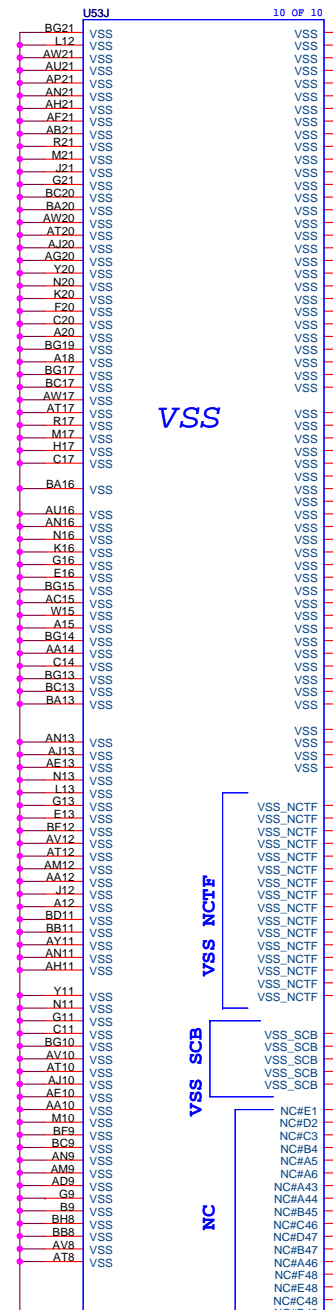 U53J 10 OF 10
BG21 VSS VSS
L12 VSS VSS
AW21 VSS VSS
AU21 VSS VSS
AP21 VSS VSS
AN21 VSS VSS
AH21 VSS VSS
AF21 VSS VSS
AB21 VSS VSS
R21 VSS VSS
M21 VSS VSS
J21 VSS VSS
G21 VSS VSS
BC20 VSS VSS
BA20 VSS VSS
AW20 VSS VSS
AT20 VSS VSS
AJ20 VSS VSS
AG20 VSS VSS
Y20 VSS VSS
N20 VSS VSS
K20 VSS VSS
F20 VSS VSS
C20 VSS VSS
A20 VSS VSS
BG19 VSS VSS
A18 VSS VSS
BG17 VSS VSS
BC17 VSS VSS
AW17 VSS
AT17 VSS VSS
VSS
R17 VSS VSS
M17 VSS VSS
H17 VSS VSS
C17 VSS VSS
VSS
BA16 VSS VSS
VSS
AU16 VSS VSS
AN16 VSS VSS
N16 VSS VSS
K16 VSS VSS
G16 VSS VSS
E16 VSS VSS
BG15 VSS VSS
AC15 VSS VSS
W15 VSS VSS
A15 VSS VSS
BG14 VSS VSS
AA14 VSS VSS
C14 VSS VSS
BG13 VSS VSS
BC13 VSS VSS
BA13 VSS VSS
VSS
AN13 VSS VSS
AJ13 VSS VSS
AE13 VSS VSS
N13 VSS
L13 VSS
G13 VSS VSS_NCTF
E13 VSS VSS_NCTF
BF12 VSS VSS_NCTF
AV12 VSS VSS_NCTF
AT12 VSS VSS_NCTF
AM12 VSS VSS_NCTF
AA12 VSS VSS_NCTF
J12 VSS VSS_NCTF
A12 VSS VSS_NCTF
BD11 VSS VSS_NCTF
BB11 VSS VSS_NCTF
AY11 VSS VSS_NCTF
AN11 VSS VSS_NCTF
AH11 VSS VSS_NCTF
VSS_NCTF
Y11 VSS VSS_NCTF
VSS NCTF
N11 VSS
G11 VSS
C11 VSS VSS_SCB
BG10 VSS VSS_SCB
AV10 VSS VSS_SCB
AT10 VSS VSS_SCB
AJ10 VSS VSS_SCB
VSS SCB
AE10 VSS
AA10 VSS NC#E1
M10 VSS NC#D2
BF9 VSS NC#C3
BC9 VSS NC#B4
AN9 VSS NC#A5
AM9 VSS NC#A6
AD9 VSS NC#A43
G9 VSS NC#A44
B9 VSS NC#B45
BH8 VSS NC#C46
BB8 VSS NC#D47
AV8 VSS NC#B47
AT8 VSS NC#A46
NC
NC#F48
NC#E48
NC#C48